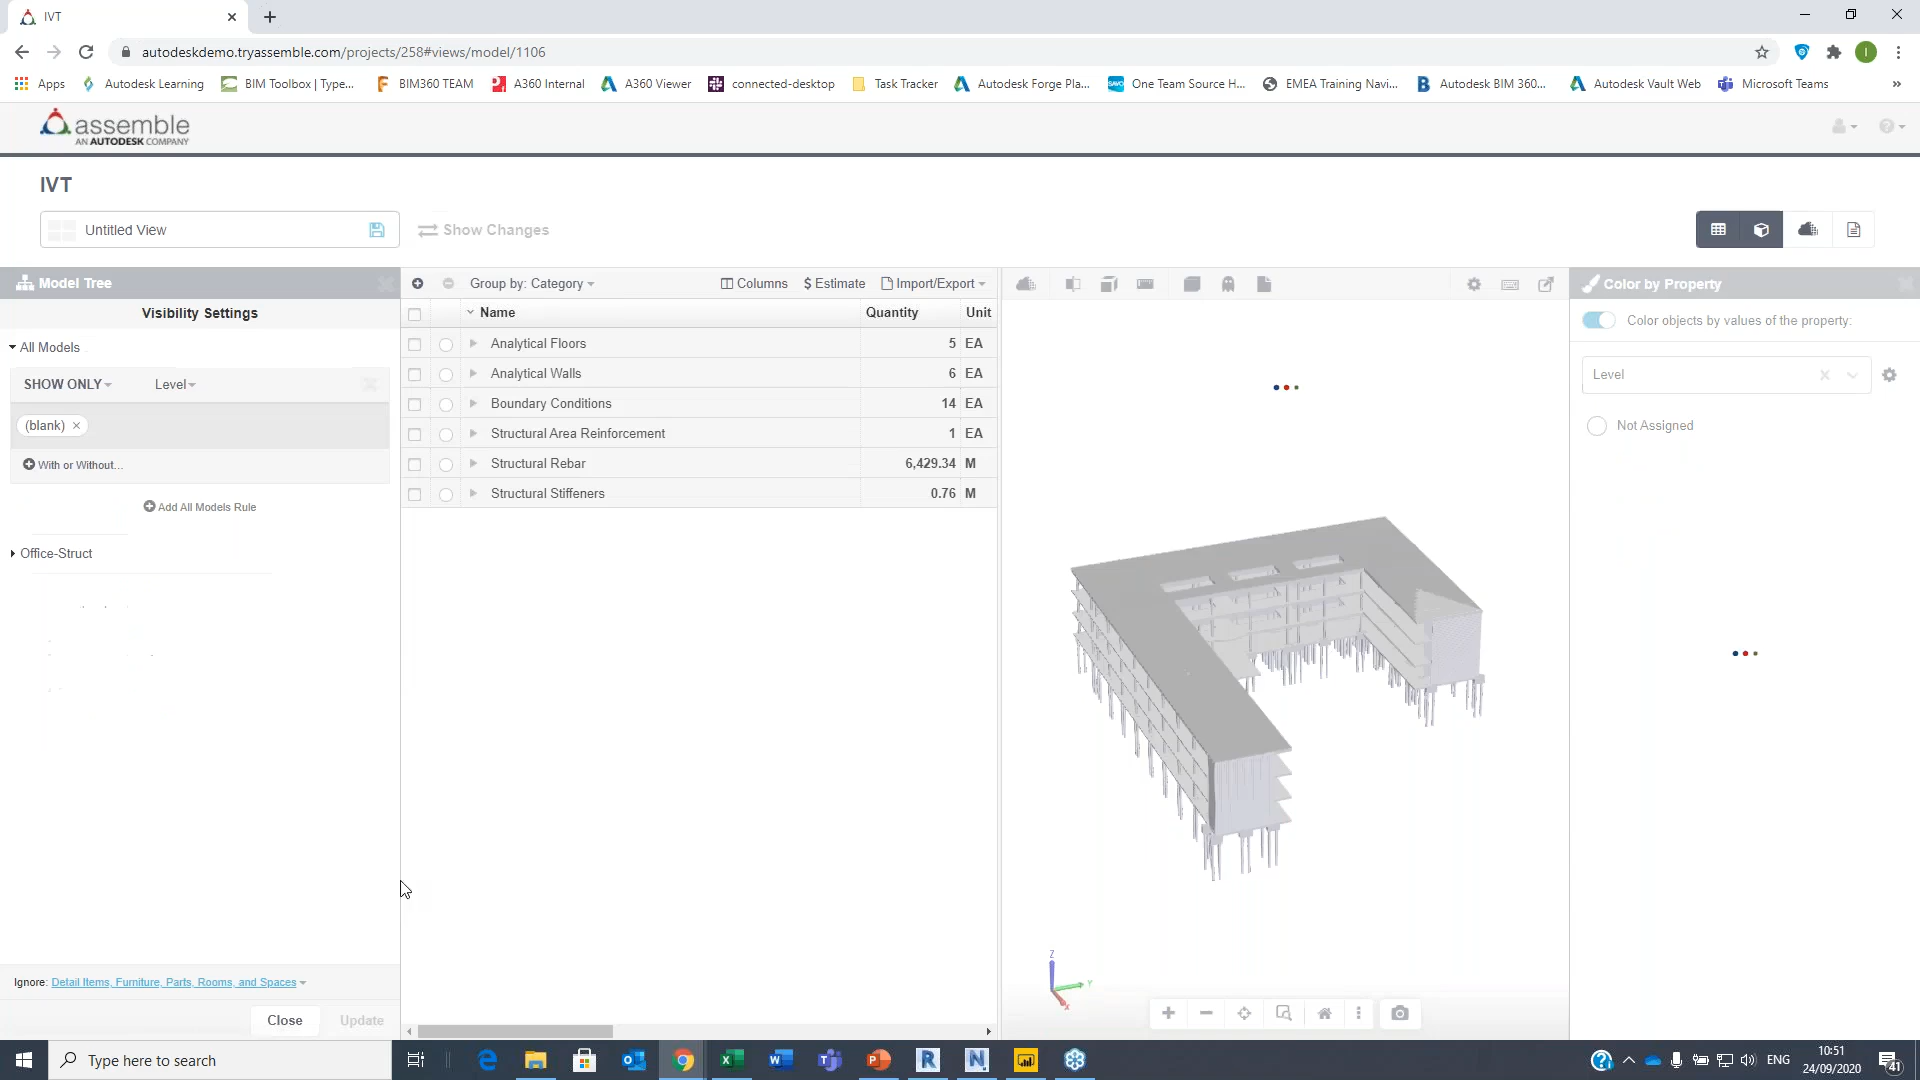 IVT
autodeskdemo.tryassemble.com/projects/258#views/model/1106
Apps
Autodesk Learning
BIM Toolbox | Type...
BIM360 TEAM
A360 Internal
A360 Viewer
connected-desktop
Task Tracker
Autodesk Forge Pla...
One Team Source H...
EMEA Training Navi...
Autodesk BIM 360...
Autodesk Vault Web
Microsoft Teams
»
assemble
AN AUTODESK COMPANY
IVT
Untitled View
Show Changes
Model Tree
Visibility Settings
All Models
SHOW ONLY
Level
(blank) ×
With or Without...
Add All Models Rule
Office-Struct
Ignore: Detail Items, Furniture, Parts, Rooms, and Spaces
Close
Update
Group by: Category
Columns
$ Estimate
Import/Export
Name Quantity Unit
Analytical Floors 5 EA
Analytical Walls 6 EA
Boundary Conditions 14 EA
Structural Area Reinforcement 1 EA
Structural Rebar 6,429.34 M
Structural Stiffeners 0.76 M
Z
Y
X
Color by Property
Color objects by values of the property:
Level
Not Assigned
Type here to search
ENG
10:51
24/09/2020
41